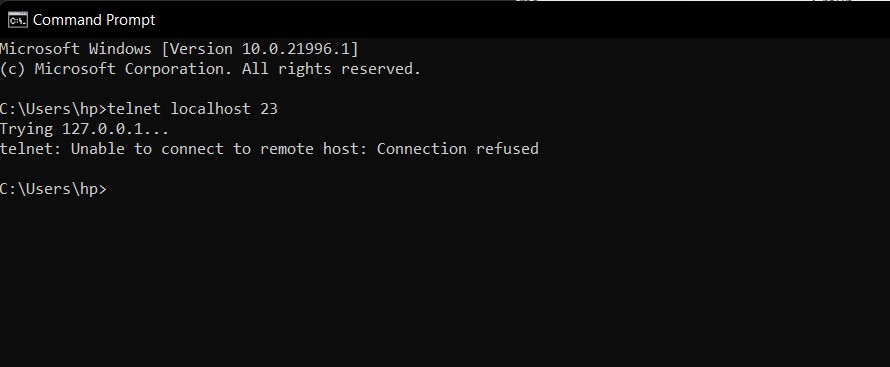 Command Prompt
Microsoft Windows [Version 10.0.21996.1]
(c) Microsoft Corporation. All rights reserved.
C:\Users\hp>telnet localhost 23
Trying 127.0.0.1...
telnet: Unable to connect to remote host: Connection refused
C:\Users\hp>